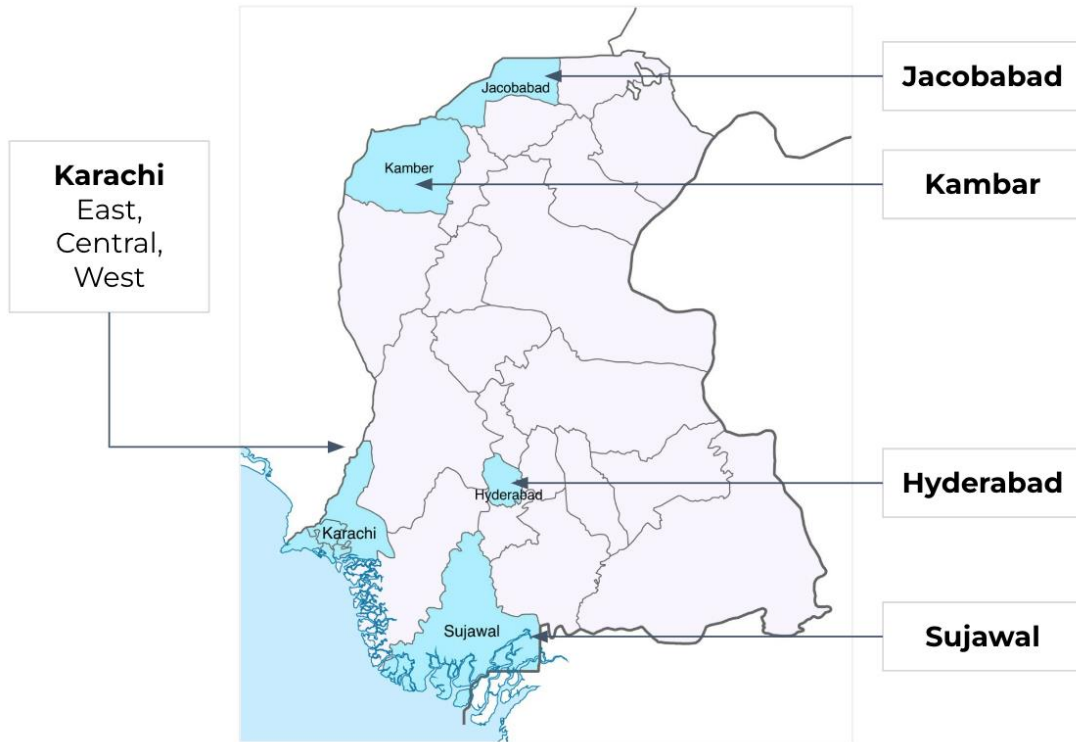 Jacobabad
Jacobabad
Kamber
Kambar
Karachi
East,
Central,
West
Hyderabad
Hyderabad
Karachi
Sujawal
Sujawal